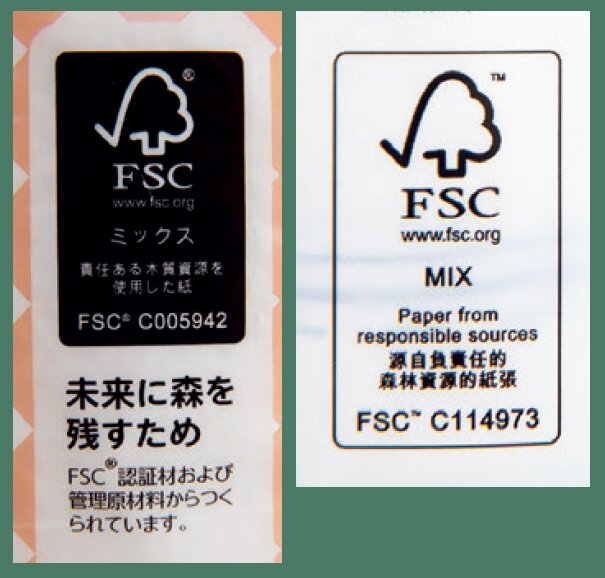 ®
FSC
www.fsc.org
ミックス
責任ある木質資源を
使用した紙
FSC® C005942
未来に森を
残すため
FSC®認証材および
管理原材料からつく
られています。
™
FSC
www.fsc.org
MIX
Paper from
responsible sources
源自負責任的
森林資源的紙張
FSC™ C114973